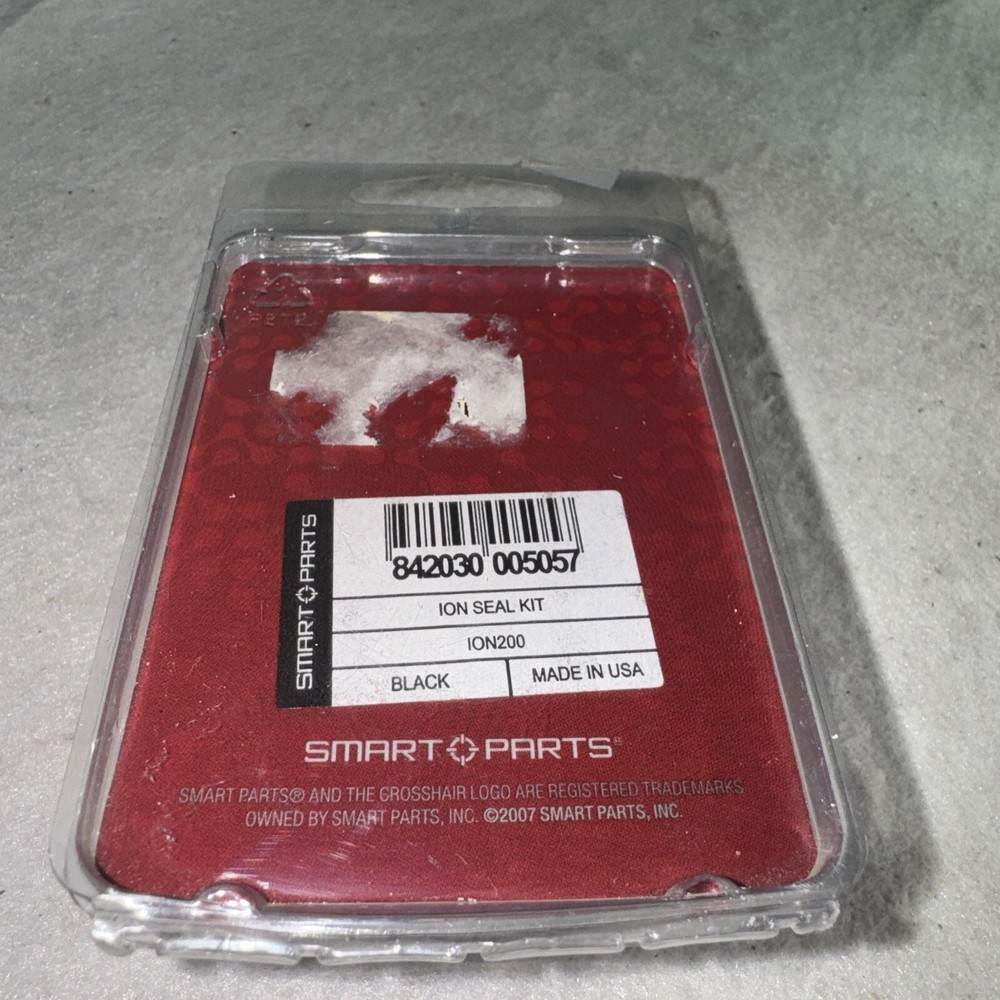 PETE
842030 005057
ION SEAL KIT
ION200
BLACK
MADE IN USA
SMART PARTS
SMART PARTS®
SMART PARTS® AND THE CROSSHAIR LOGO ARE REGISTERED TRADEMARKS
OWNED BY SMART PARTS, INC. ©2007 SMART PARTS, INC.